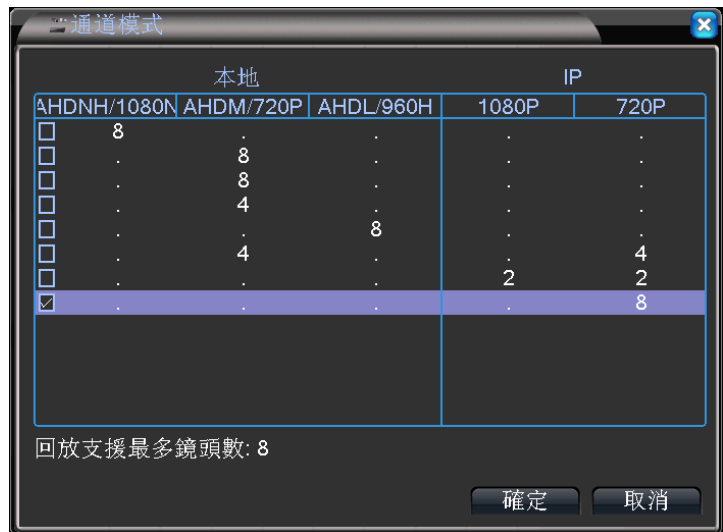 通道模式
本地 IP
AHDNH/1080N AHDM/720P AHDL/960H 1080P 720P
8 . . . .
. 8 . . .
. 8 . . .
. 4 . . .
. . 8 . .
. 4 . . 4
. . . 2 2
. . . . 8
回放支援最多鏡頭數: 8
確定 取消